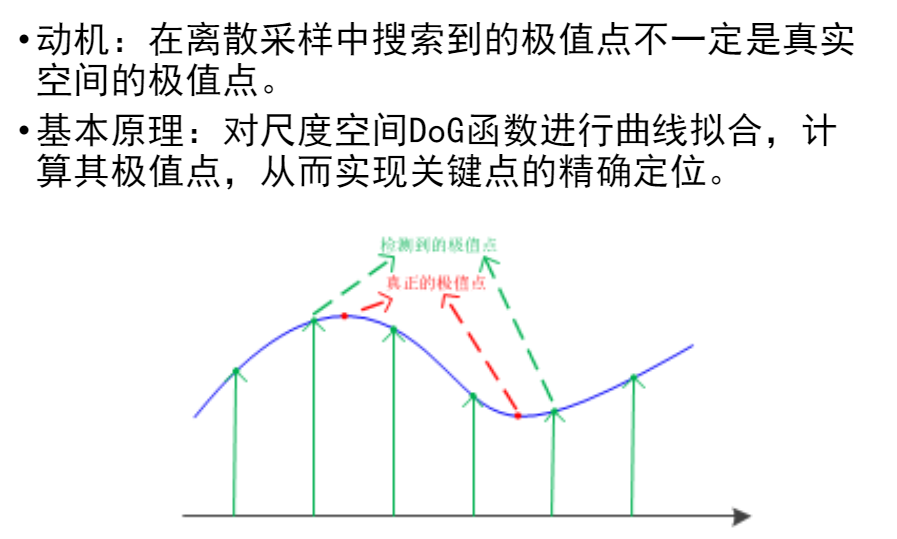 •动机：在离散采样中搜索到的极值点不一定是真实
空间的极值点。
•基本原理：对尺度空间DoG函数进行曲线拟合，计
算其极值点，从而实现关键点的精确定位。
检测到的极值点
真正的极值点